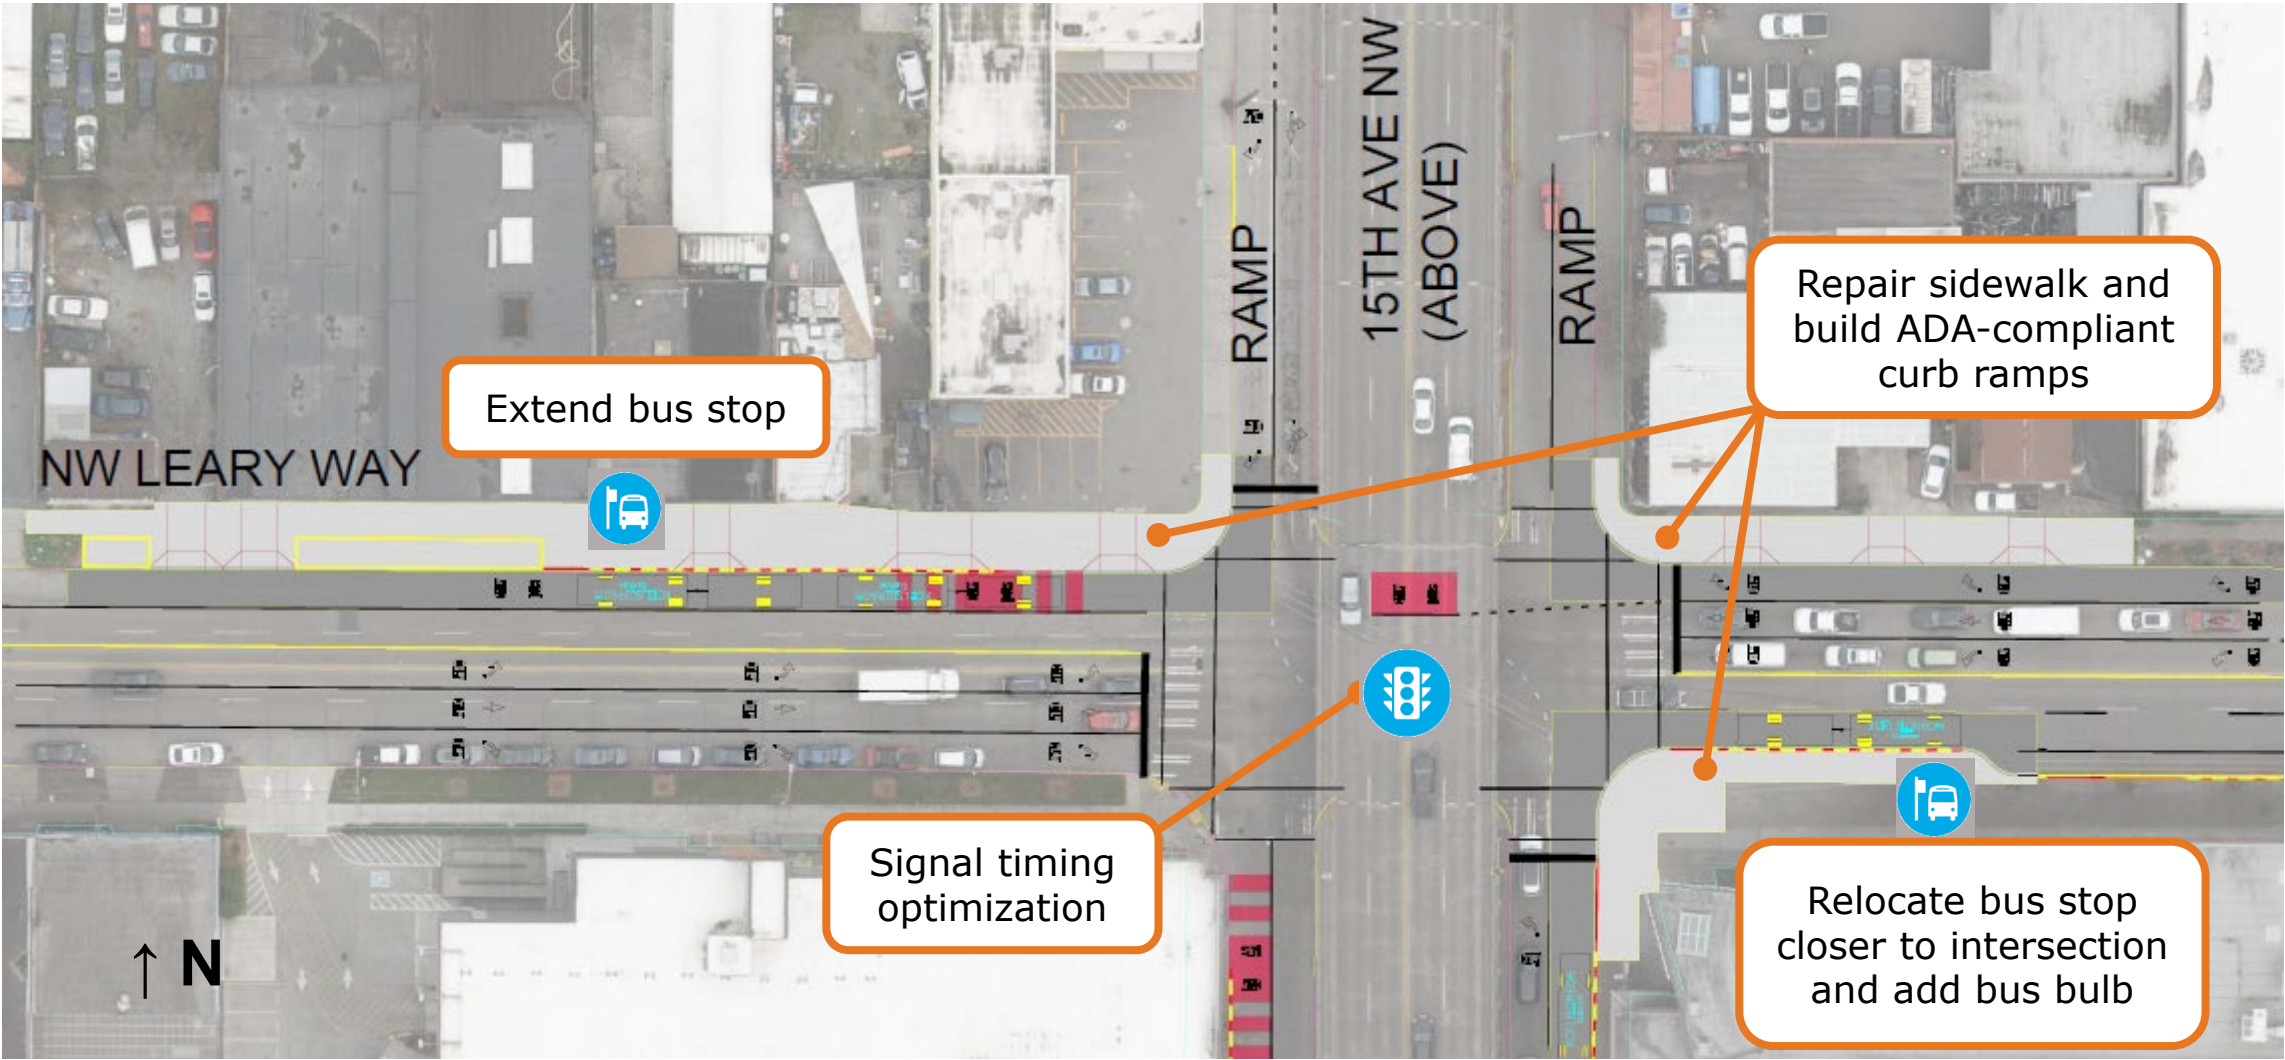 15TH AVE NW
(ABOVE)
RAMP
RAMP
Repair sidewalk and
build ADA-compliant
curb ramps
Extend bus stop
NW LEARY WAY
Signal timing
optimization
Relocate bus stop
closer to intersection
and add bus bulb
↑ N